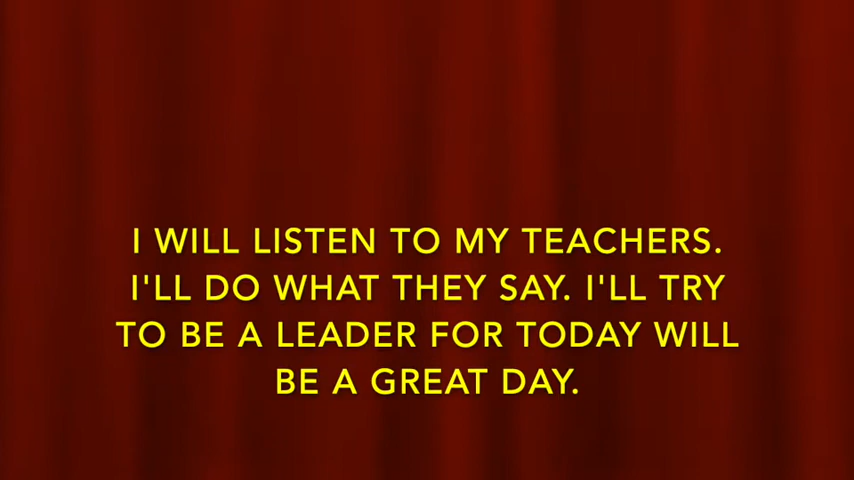 I WILL LISTEN TO MY TEACHERS.
I'LL DO WHAT THEY SAY. I'LL TRY
TO BE A LEADER FOR TODAY WILL
BE A GREAT DAY.